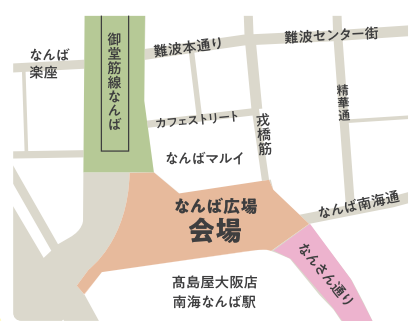 御堂筋線なんば
難波本通り
難波センター街
なんば
楽座
精華通
カフェストリート
戎橋筋
なんばマルイ
なんば広場
会場
なんば南海通
なんさん通り
髙島屋大阪店
南海なんば駅